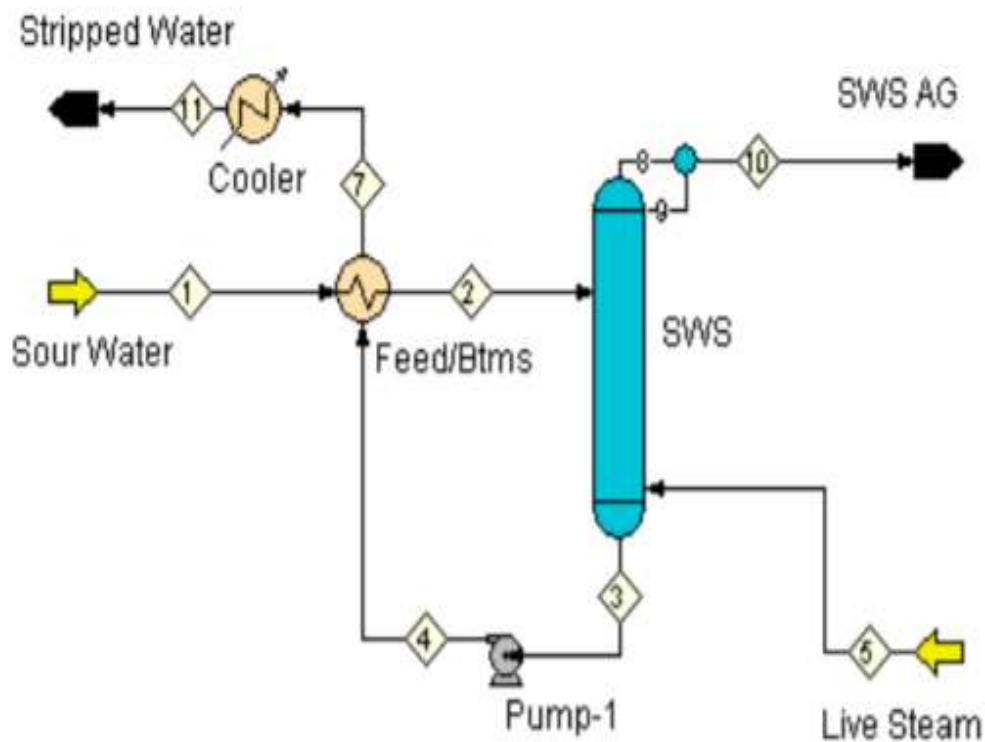 Stripped Water
11
Cooler
7
SWS AG
8
10
9
1
2
Sour Water
Feed/Btms
SWS
3
4
5
Pump-1
Live Steam